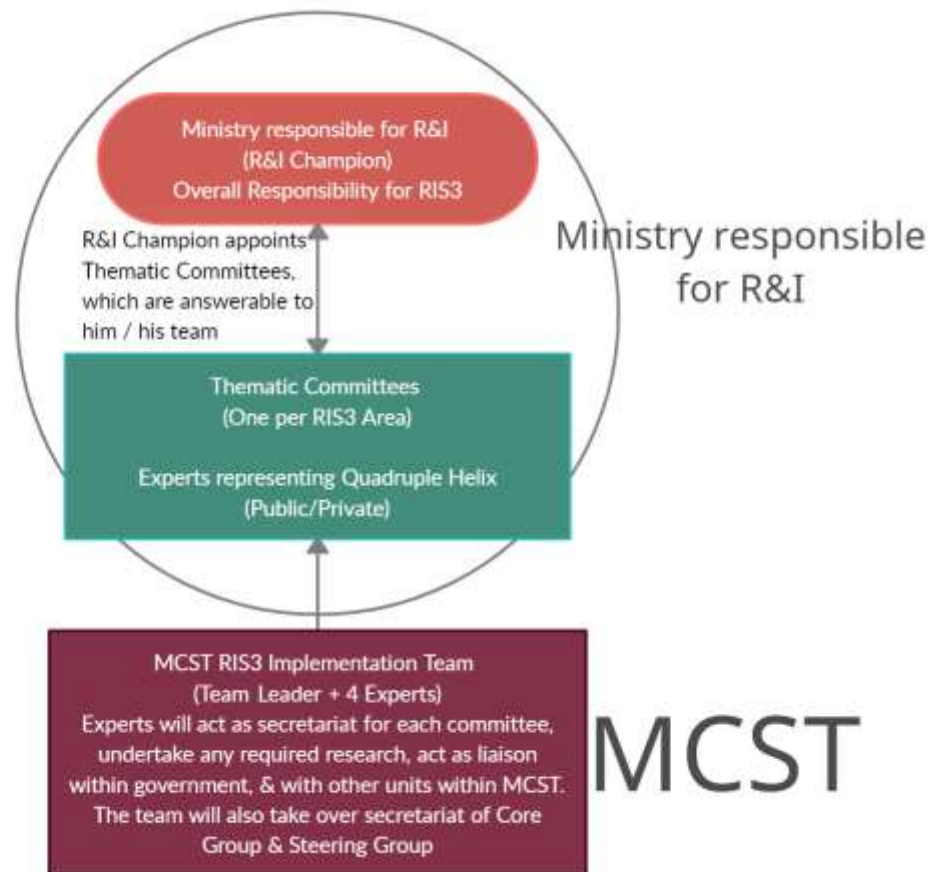 Ministry responsible for R&I
(R&I Champion)
Overall Responsibility for RIS3
R&I Champion appoints
Thematic Committees,
which are answerable to
him / his team
Ministry responsible
for R&I
Thematic Committees
(One per RIS3 Area)
Experts representing Quadruple Helix
(Public/Private)
MCST RIS3 Implementation Team
(Team Leader + 4 Experts)
Experts will act as secretariat for each committee,
undertake any required research, act as liaison
within government, & with other units within MCST.
The team will also take over secretariat of Core
Group & Steering Group
MCST